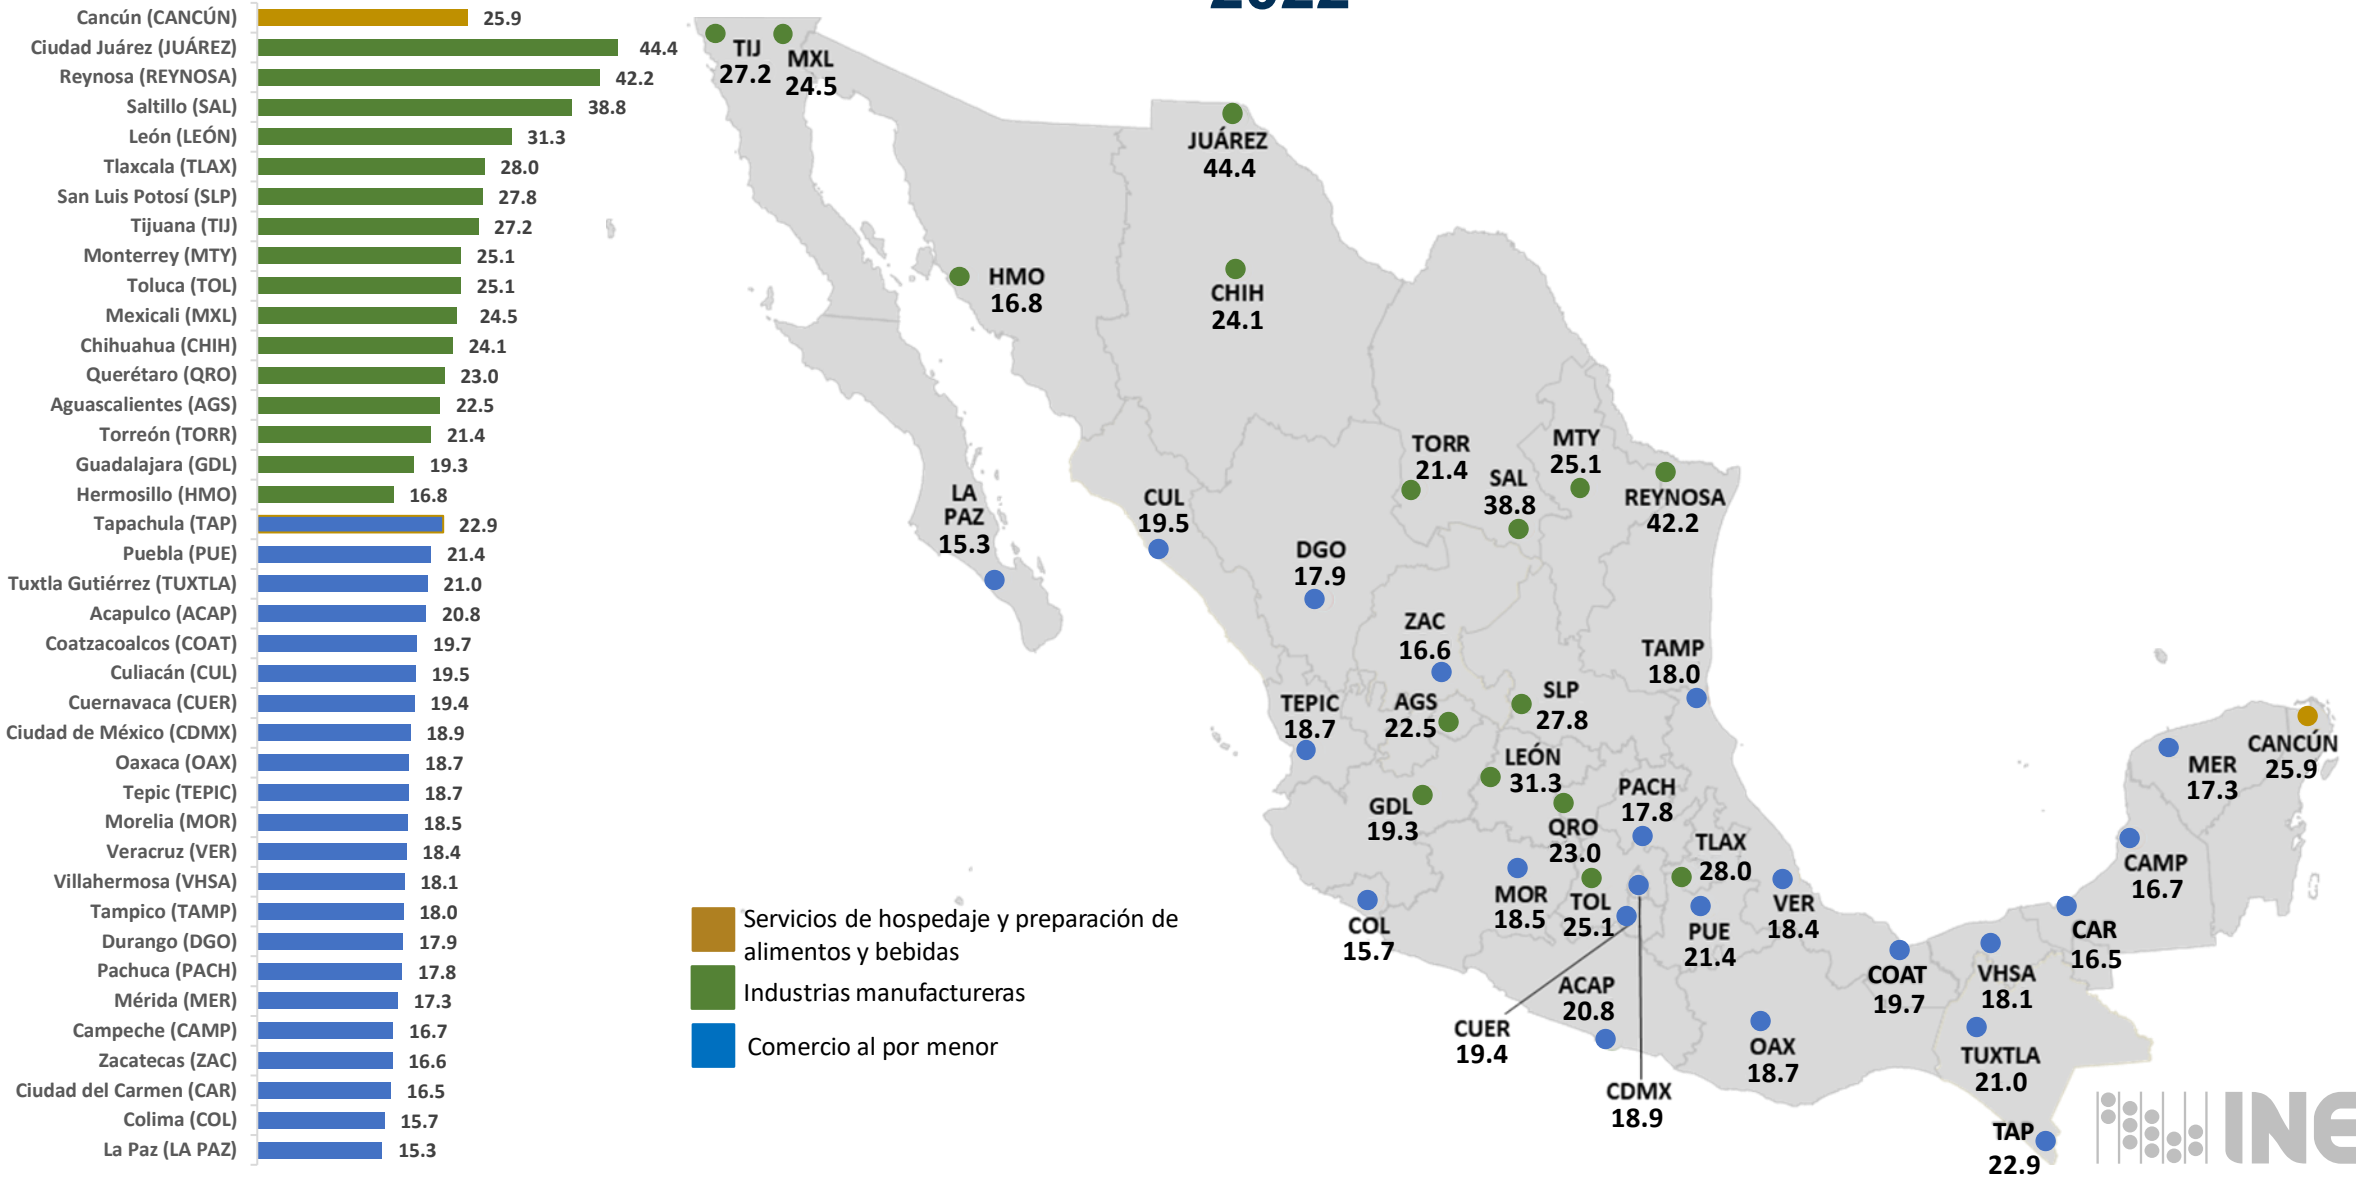 2022
Cancún (CANCÚN) 25.9
Ciudad Juárez (JUÁREZ) 44.4
Reynosa (REYNOSA) 42.2
Saltillo (SAL) 38.8
León (LEÓN) 31.3
Tlaxcala (TLAX) 28.0
San Luis Potosí (SLP) 27.8
Tijuana (TIJ) 27.2
Monterrey (MTY) 25.1
Toluca (TOL) 25.1
Mexicali (MXL) 24.5
Chihuahua (CHIH) 24.1
Querétaro (QRO) 23.0
Aguascalientes (AGS) 22.5
Torreón (TORR) 21.4
Guadalajara (GDL) 19.3
Hermosillo (HMO) 16.8
Tapachula (TAP) 22.9
Puebla (PUE) 21.4
Tuxtla Gutiérrez (TUXTLA) 21.0
Acapulco (ACAP) 20.8
Coatzacoalcos (COAT) 19.7
Culiacán (CUL) 19.5
Cuernavaca (CUER) 19.4
Ciudad de México (CDMX) 18.9
Oaxaca (OAX) 18.7
Tepic (TEPIC) 18.7
Morelia (MOR) 18.5
Veracruz (VER) 18.4
Villahermosa (VHSA) 18.1
Tampico (TAMP) 18.0
Durango (DGO) 17.9
Pachuca (PACH) 17.8
Mérida (MER) 17.3
Campeche (CAMP) 16.7
Zacatecas (ZAC) 16.6
Ciudad del Carmen (CAR) 16.5
Colima (COL) 15.7
La Paz (LA PAZ) 15.3
TIJ
27.2
MXL
24.5
JUÁREZ
44.4
HMO
16.8
CHIH
24.1
TORR
21.4
MTY
25.1
SAL
38.8
REYNOSA
42.2
LA
PAZ
15.3
CUL
19.5
DGO
17.9
ZAC
16.6
TAMP
18.0
TEPIC
18.7
AGS
22.5
SLP
27.8
LEÓN
31.3
GDL
19.3
PACH
17.8
QRO
23.0
TLAX
28.0
MER
17.3
CANCÚN
25.9
CAMP
16.7
COL
15.7
MOR
18.5
TOL
25.1
PUE
21.4
VER
18.4
CAR
16.5
COAT
19.7
VHSA
18.1
ACAP
20.8
CUER
19.4
OAX
18.7
TUXTLA
21.0
CDMX
18.9
TAP
22.9
Servicios de hospedaje y preparación de
alimentos y bebidas
Industrias manufactureras
Comercio al por menor
INE